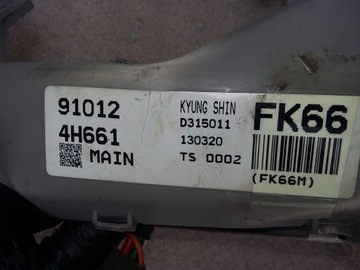 91012
4H661
MAIN
KYUNG SHIN
D315011
130320
TS 0002
FK66
(FK66M)